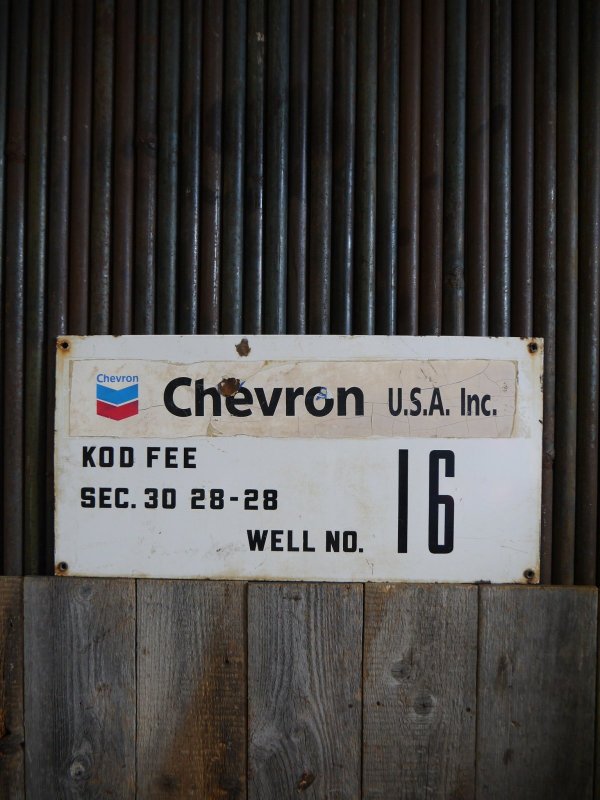 Chevron
Chevron U.S.A. Inc.
KOD FEE
SEC. 30 28-28
WELL NO. 16